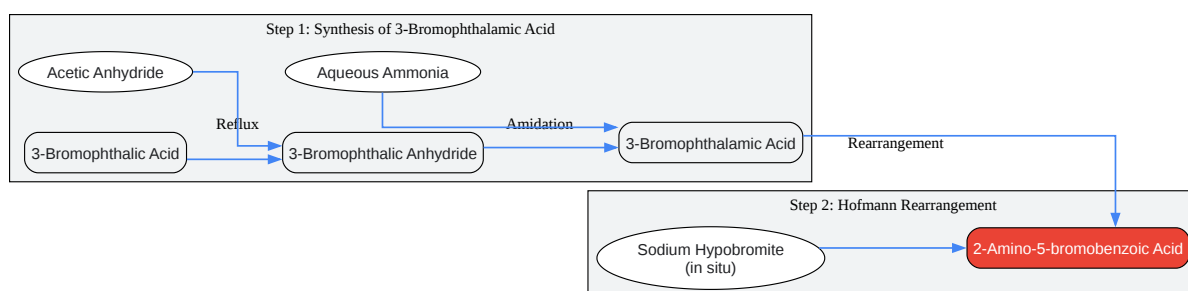 Step 1: Synthesis of 3-Bromophthalamic Acid
Acetic Anhydride
Aqueous Ammonia
Reflux
Amidation
3-Bromophthalic Acid
3-Bromophthalic Anhydride
3-Bromophthalamic Acid
Rearrangement
Step 2: Hofmann Rearrangement
Sodium Hypobromite
(in situ)
2-Amino-5-bromobenzoic Acid